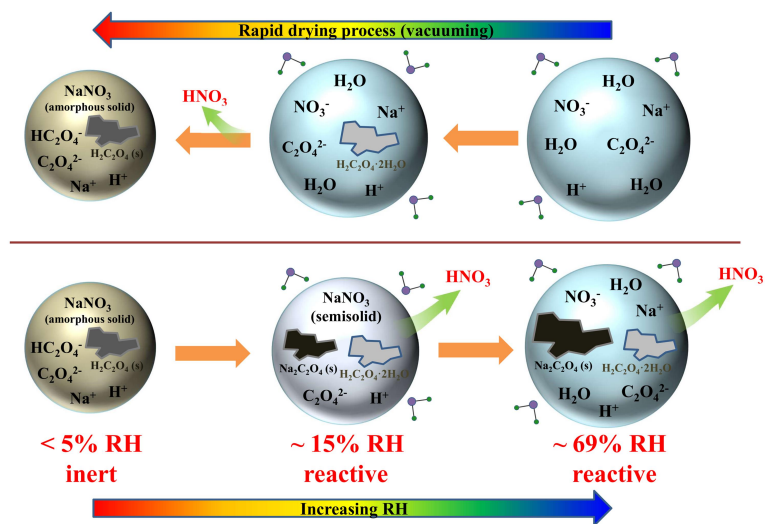 Rapid drying process (vacuuming)
NaNO₃
(amorphous solid)
HC₂O₄⁻
H₂C₂O₄ (s)
C₂O₄²⁻
Na⁺ H⁺
HNO₃
H₂O
NO₃⁻ Na⁺
C₂O₄²⁻
H₂C₂O₄·2H₂O
H₂O H⁺
H₂O
NO₃⁻ Na⁺
H₂O C₂O₄²⁻
H⁺ H₂O
NaNO₃
(amorphous solid)
HC₂O₄⁻
H₂C₂O₄ (s)
C₂O₄²⁻
Na⁺ H⁺
NaNO₃
(semisolid)
HNO₃
Na₂C₂O₄ (s) H₂C₂O₄·2H₂O
C₂O₄²⁻ H⁺
H₂O
NO₃⁻ Na⁺
HNO₃
Na₂C₂O₄ (s) H₂C₂O₄·2H₂O
H₂O C₂O₄²⁻
H⁺
< 5% RH
inert
~ 15% RH
reactive
~ 69% RH
reactive
Increasing RH